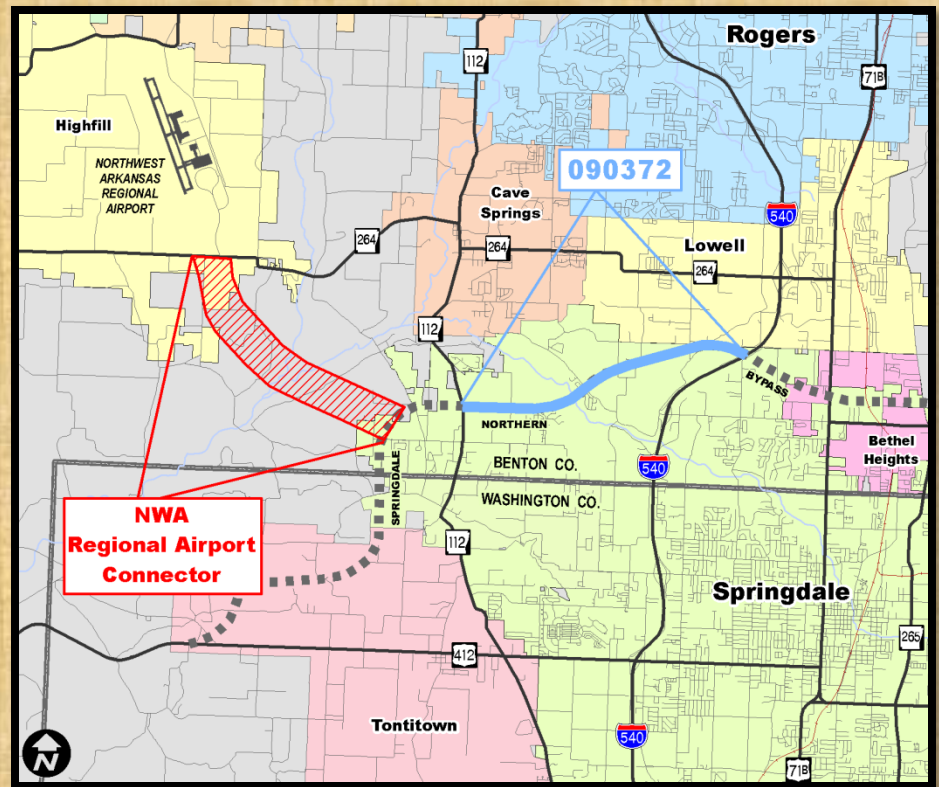 Rogers
112
71B
Highfill
NORTHWEST
ARKANSAS
REGIONAL
AIRPORT
090372
Cave
Springs
540
264
264
Lowell
264
112
BYPASS
NORTHERN
Bethel
Heights
BENTON CO.
540
WASHINGTON CO.
SPRINGDALE
NWA
Regional Airport
Connector
112
Springdale
265
412
Tontitown
540
71B
N